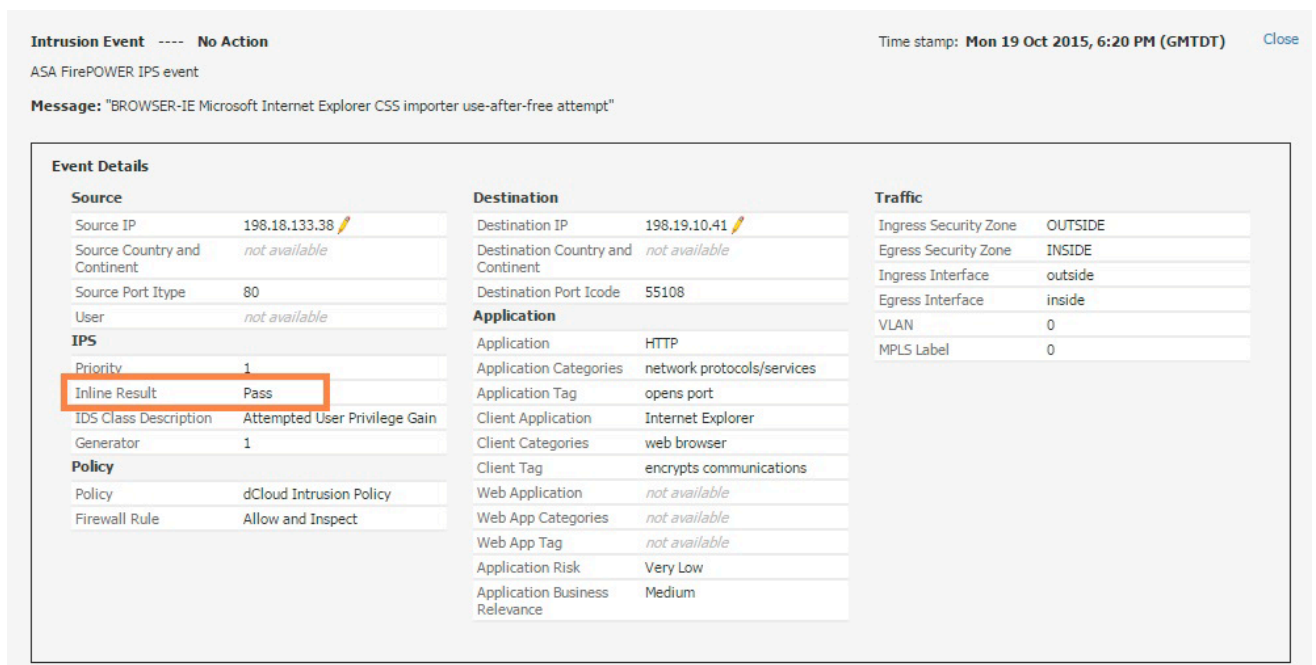 Intrusion Event ---- No Action
Time stamp: Mon 19 Oct 2015, 6:20 PM (GMTDT)
Close
ASA FirePOWER IPS event
Message: "BROWSER-IE Microsoft Internet Explorer CSS importer use-after-free attempt"
Event Details
Source
Source IP 198.18.133.38
Source Country and not available
Continent
Source Port Itype 80
User not available
IPS
Priority 1
Inline Result Pass
IDS Class Description Attempted User Privilege Gain
Generator 1
Policy
Policy dCloud Intrusion Policy
Firewall Rule Allow and Inspect
Destination
Destination IP 198.19.10.41
Destination Country and not available
Continent
Destination Port Icode 55108
Application
Application HTTP
Application Categories network protocols/services
Application Tag opens port
Client Application Internet Explorer
Client Categories web browser
Client Tag encrypts communications
Web Application not available
Web App Categories not available
Web App Tag not available
Application Risk Very Low
Application Business Medium
Relevance
Traffic
Ingress Security Zone OUTSIDE
Egress Security Zone INSIDE
Ingress Interface outside
Egress Interface inside
VLAN 0
MPLS Label 0